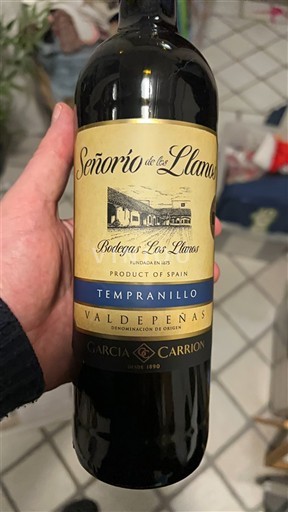 Señorío de los Llanos
Bodegas Los Llanos
FUNDADA EN 1875
PRODUCT OF SPAIN
TEMPRANILLO
VALDEPEÑAS
DENOMINACIÓN DE ORIGEN
GARCIA CARRION
DESDE 1890